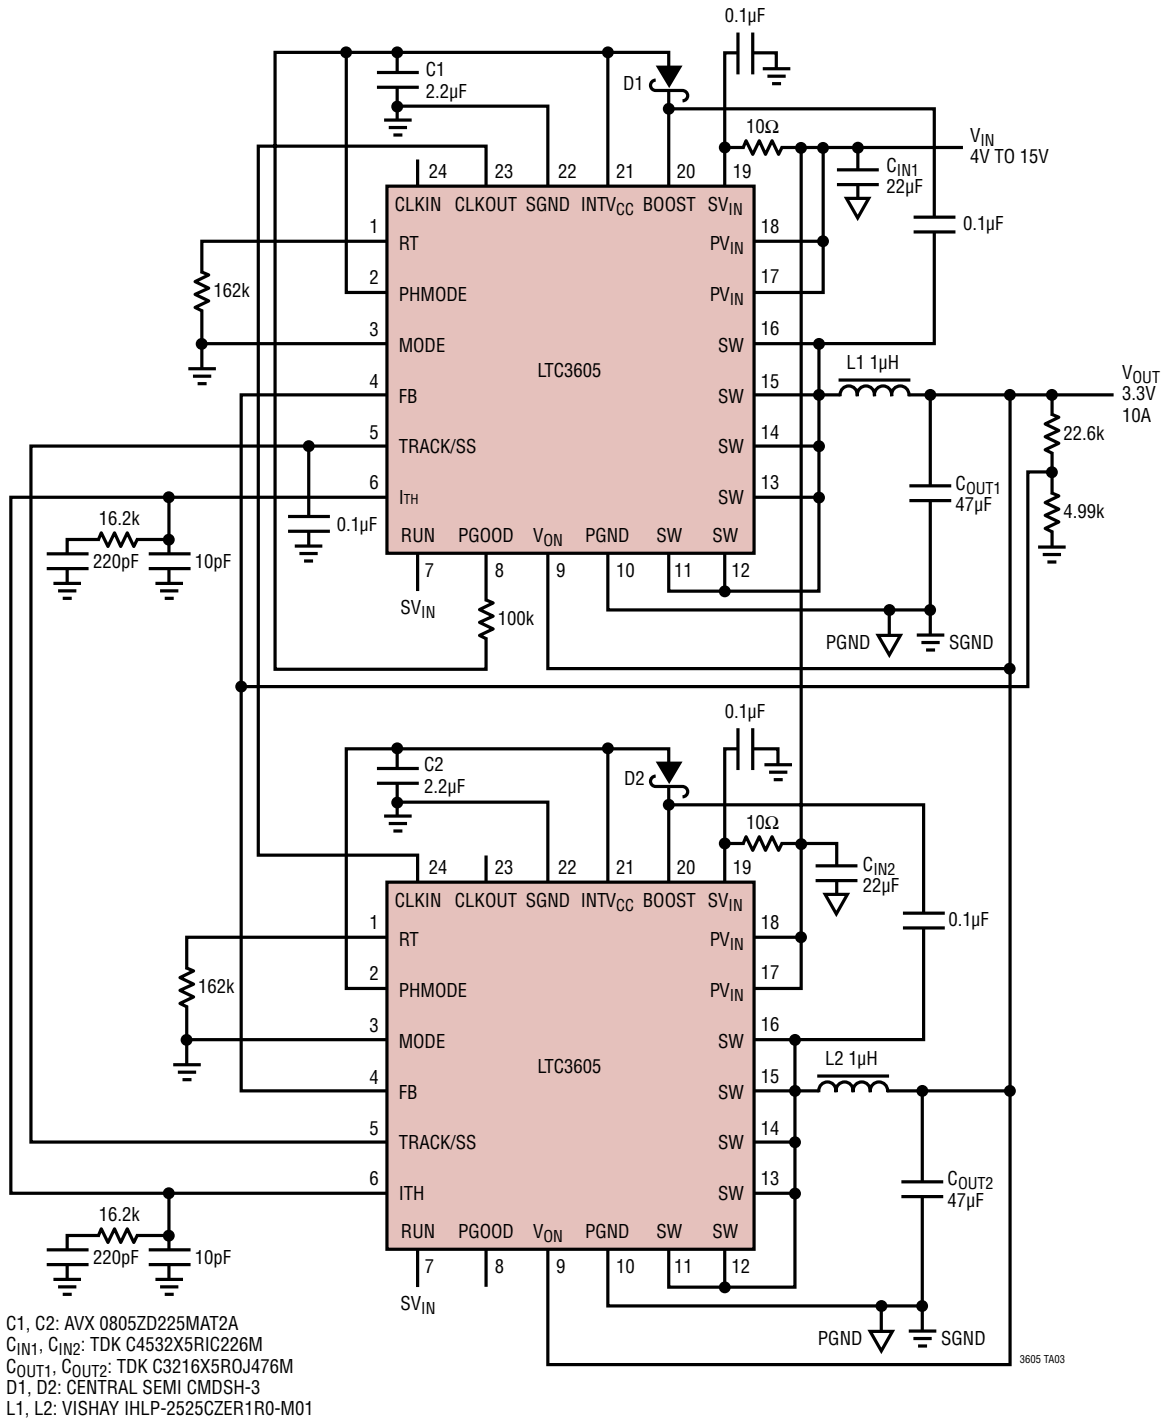 0.1µF
C1
2.2µF
D1
10Ω
VIN
4V TO 15V
24
23
22
21
20
19
CIN1
22µF
CLKIN
CLKOUT
SGND
INTVCC
BOOST
SVIN
0.1µF
1
RT
PVIN
18
162k
2
PHMODE
PVIN
17
3
MODE
SW
16
LTC3605
L1 1µH
VOUT
3.3V
10A
4
FB
SW
15
22.6k
5
TRACK/SS
SW
14
6
ITH
SW
13
COUT1
47µF
4.99k
16.2k
0.1µF
220pF
10pF
RUN
PGOOD
VON
PGND
SW
SW
7
8
9
10
11
12
SVIN
100k
PGND
SGND
0.1µF
C2
2.2µF
D2
10Ω
24
23
22
21
20
19
CIN2
22µF
CLKIN
CLKOUT
SGND
INTVCC
BOOST
SVIN
0.1µF
1
RT
PVIN
18
162k
2
PHMODE
PVIN
17
3
MODE
SW
16
LTC3605
L2 1µH
4
FB
SW
15
5
TRACK/SS
SW
14
6
ITH
SW
13
COUT2
47µF
16.2k
220pF
10pF
RUN
PGOOD
VON
PGND
SW
SW
7
8
9
10
11
12
SVIN
PGND
SGND
3605 TA03
C1, C2: AVX 0805ZD225MAT2A
CIN1, CIN2: TDK C4532X5RIC226M
COUT1, COUT2: TDK C3216X5ROJ476M
D1, D2: CENTRAL SEMI CMDSH-3
L1, L2: VISHAY IHLP-2525CZER1R0-M01